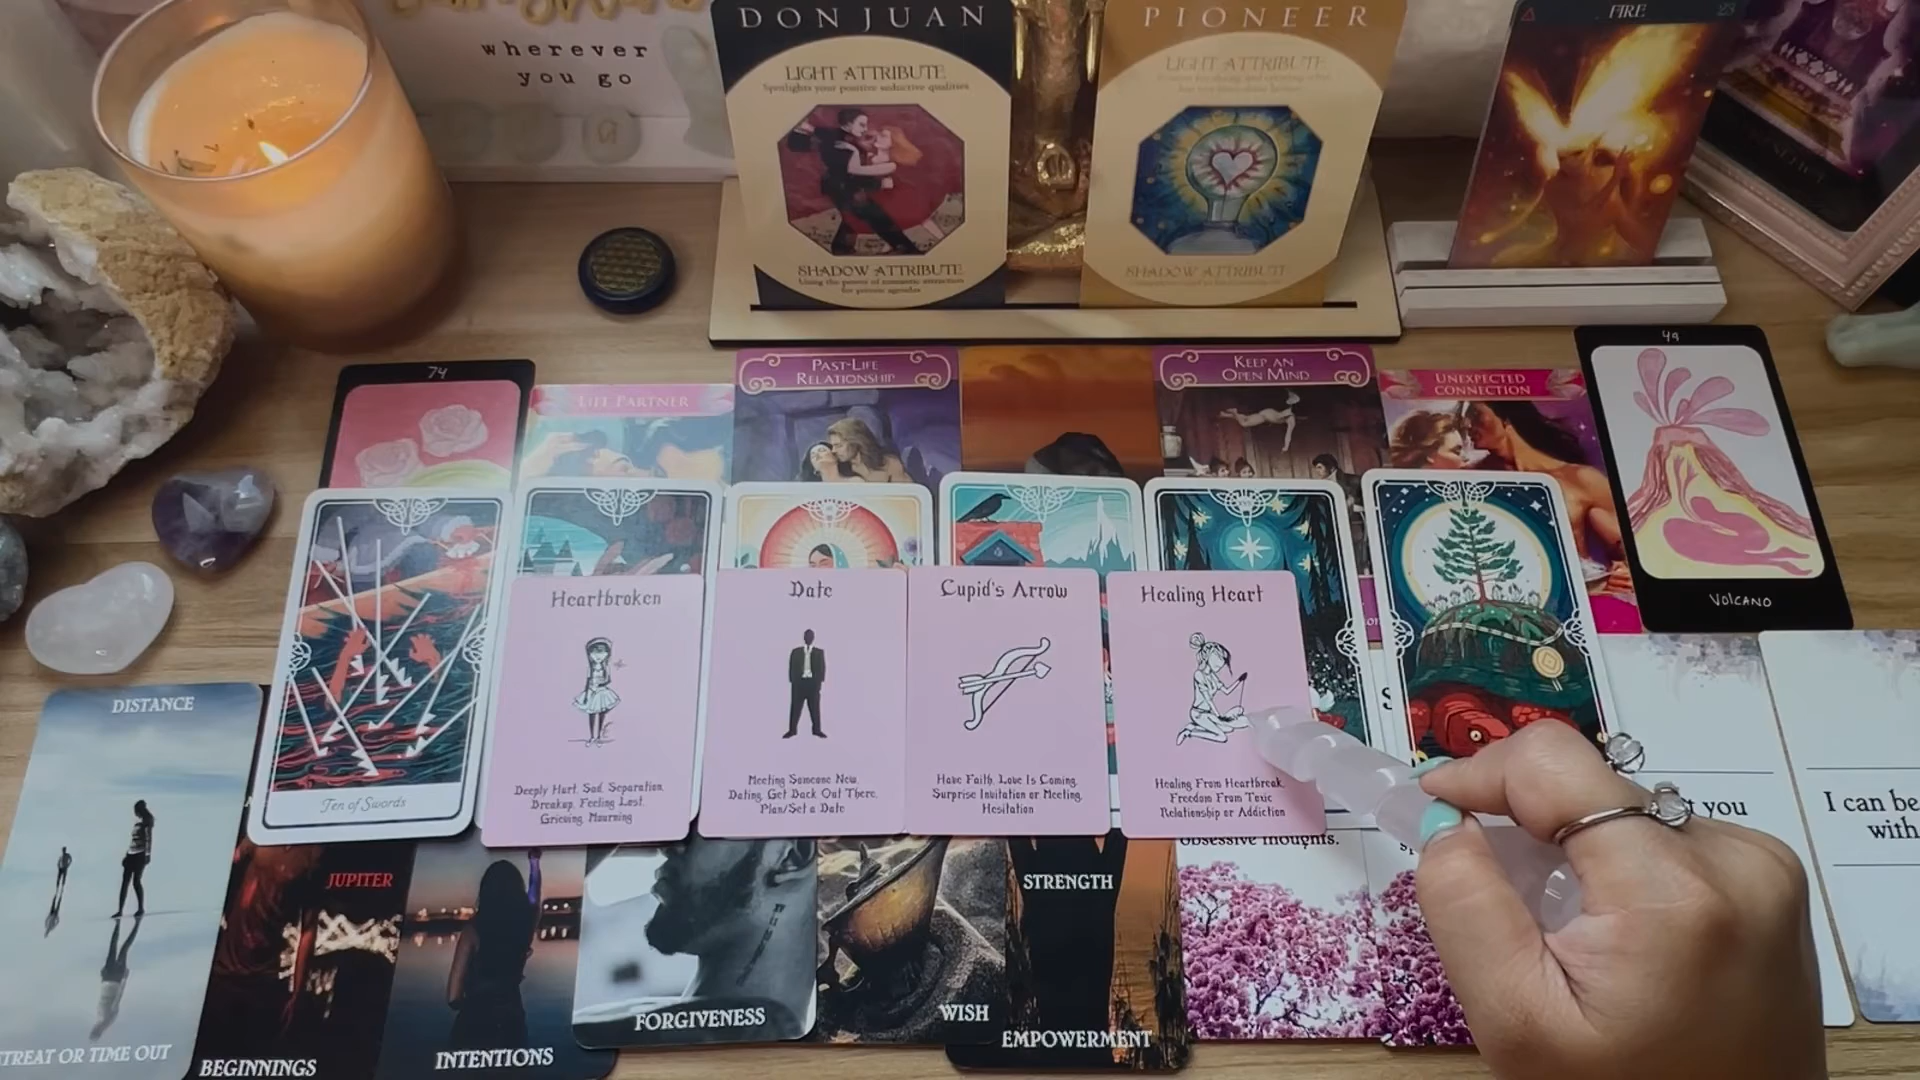 wherever
you go
DON JUAN
LIGHT ATTRIBUTE
Spotlights your positive seductive qualities
SHADOW ATTRIBUTE
Using the power of romantic attraction
for private agendas
PIONEER
LIGHT ATTRIBUTE
SHADOW ATTRIBUTE
FIRE
23
74
LIFE PARTNER
PAST-LIFE
RELATIONSHIP
KEEP AN
OPEN MIND
UNEXPECTED
CONNECTION
49
VOLCANO
Ten of Swords
Heartbroken
Deeply Hurt, Sad, Separation,
Breakup, Feeling Lost,
Grieving, Mourning
Date
Meeting Someone New,
Dating, Get Back Out There,
Plan/Set a Date
Cupid's Arrow
Have Faith, Love Is Coming,
Surprise Invitation or Meeting,
Hesitation
Healing Heart
Healing From Heartbreak,
Freedom From Toxic
Relationship or Addiction
DISTANCE
TREAT OR TIME OUT
JUPITER
BEGINNINGS
INTENTIONS
FORGIVENESS
WISH
STRENGTH
EMPOWERMENT
obsessive thoughts.
you
I can be
with